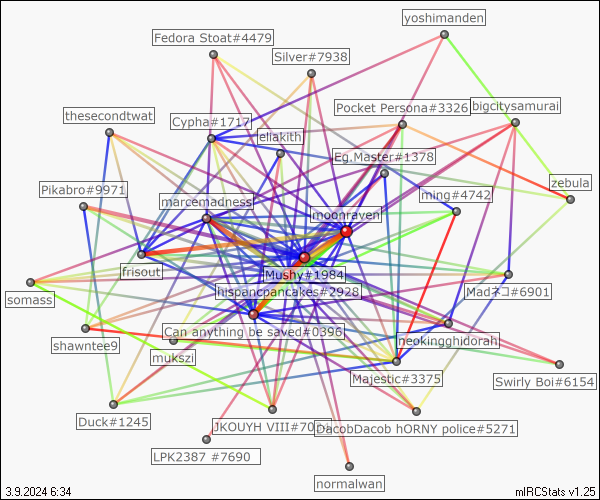 yoshimanden
Fedora Stoat#4479
Silver#7938
thesecondtwat
Cypha#1717
Pocket Persona#3326
bigcitysamurai
eliakith
Eg.Master#1378
Pikabro#9971
marcemadness
moonraven
ming#4742
zebula
frisout
Mushy#1984
hispancpancakes#2928
Madネコ#6901
somass
Can anything be saved#0396
neokingghidorah
shawntee9
mukszi
Majestic#3375
Swirly Boi#6154
Duck#1245
JKOUYH VIII#70
DacobDacob hORNY police#5271
LPK2387 #7690
normalwan
3.9.2024 6:34
mIRCStats v1.25